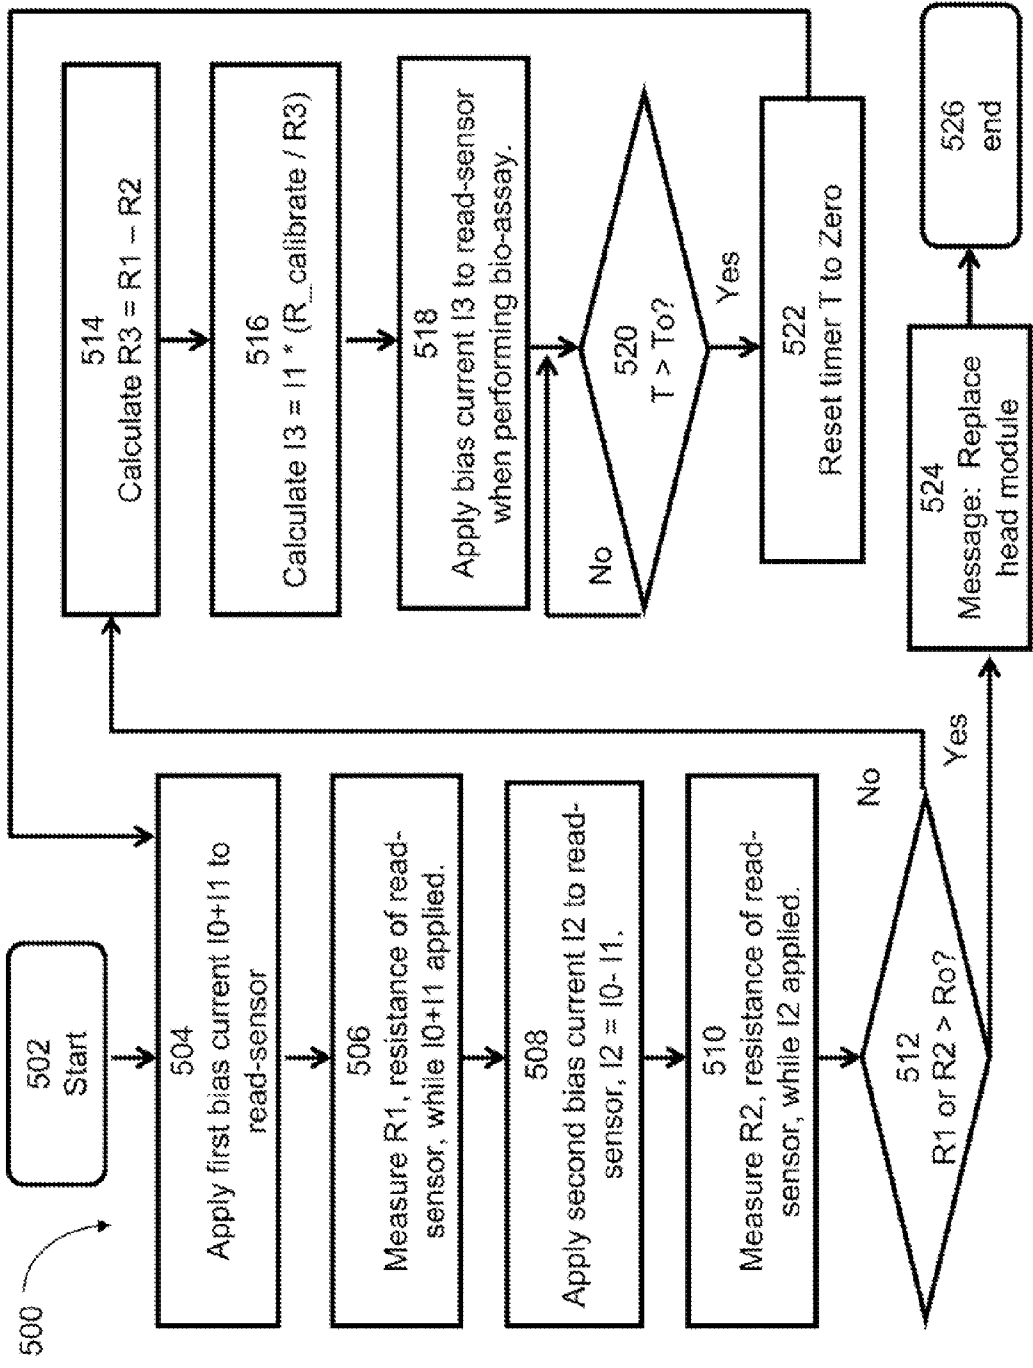 500
502
Start
504
Apply first bias current I0+I1 to
read-sensor
506
Measure R1, resistance of read-
sensor, while I0+I1 applied.
508
Apply second bias current I2 to read-
sensor, I2 = I0- I1.
510
Measure R2, resistance of read-
sensor, while I2 applied.
512
R1 or R2 > Ro?
No
Yes
514
Calculate R3 = R1 – R2
516
Calculate I3 = I1 * (R_calibrate / R3)
518
Apply bias current I3 to read-sensor
when performing bio-assay.
520
T > To?
No
Yes
522
Reset timer T to Zero
524
Message: Replace
head module
526
end